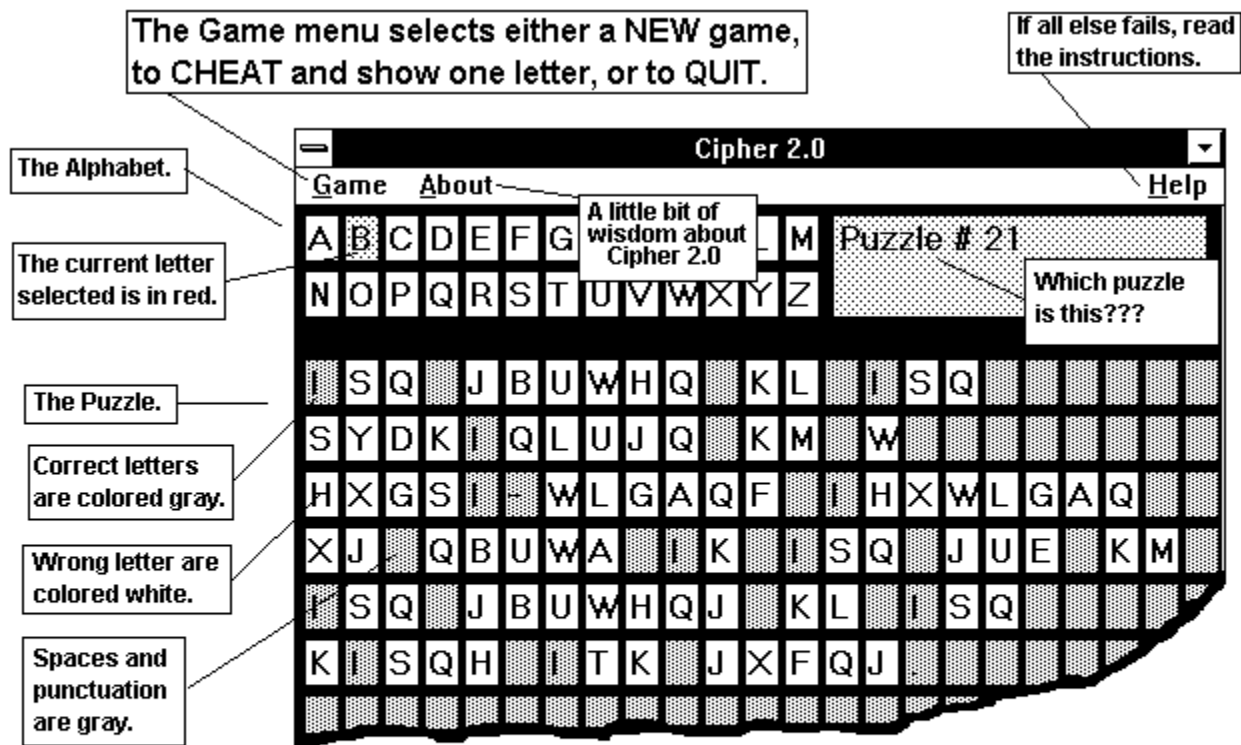 The Game menu selects either a NEW game,
to CHEAT and show one letter, or to QUIT.
If all else fails, read
the instructions.
Cipher 2.0
The Alphabet.
Game About Help
A little bit of
wisdom about
Cipher 2.0
A B C D E F G L M
Puzzle # 21
The current letter
selected is in red.
N O P Q R S T U V W X Y Z
Which puzzle
is this???
The Puzzle.
I S Q J B U W H Q K L I S Q
S Y D K I Q L U J Q K M W
Correct letters
are colored gray.
H X G S I - W L G A Q F I H X W L G A Q
Wrong letter are
colored white.
X J Q B U W A I K I S Q J U E K M
I S Q J B U W H Q J K L I S Q
Spaces and
punctuation
are gray.
K I S Q H I T K J X F Q J .